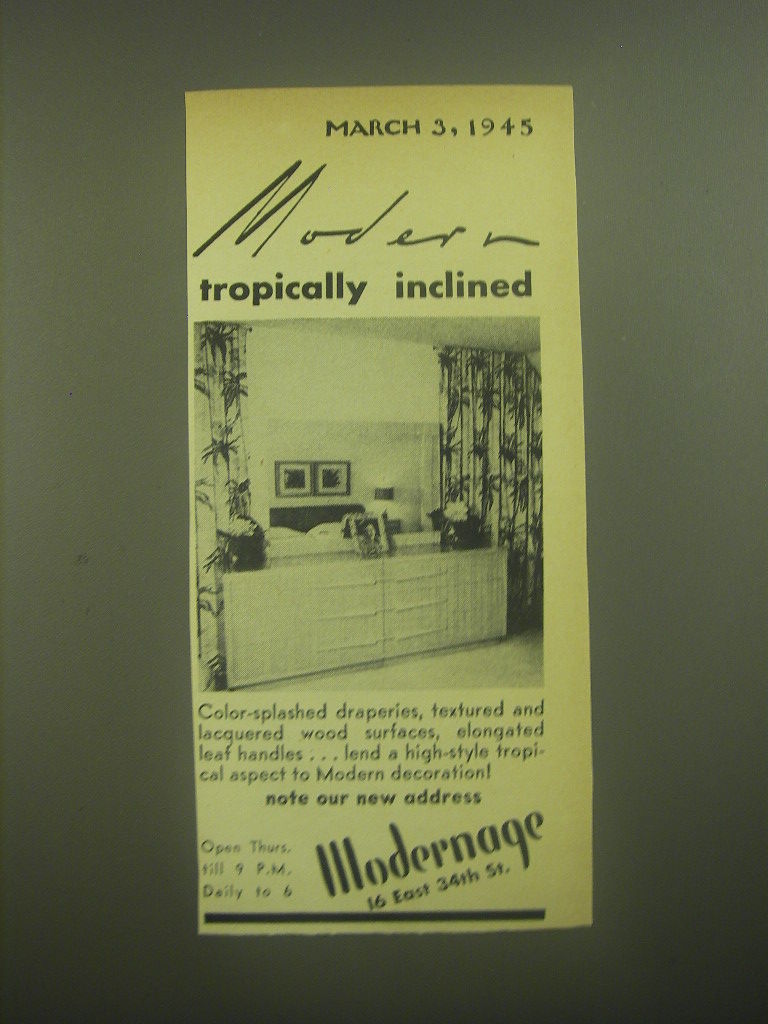 MARCH 3, 1945
Modern
tropically inclined
Color-splashed draperies, textured and
lacquered wood surfaces, elongated
leaf handles . . . lend a high-style tropi-
cal aspect to Modern decoration!
note our new address
Open Thurs.
till 9 P.M.
Daily to 6
Modernage
16 East 34th St.